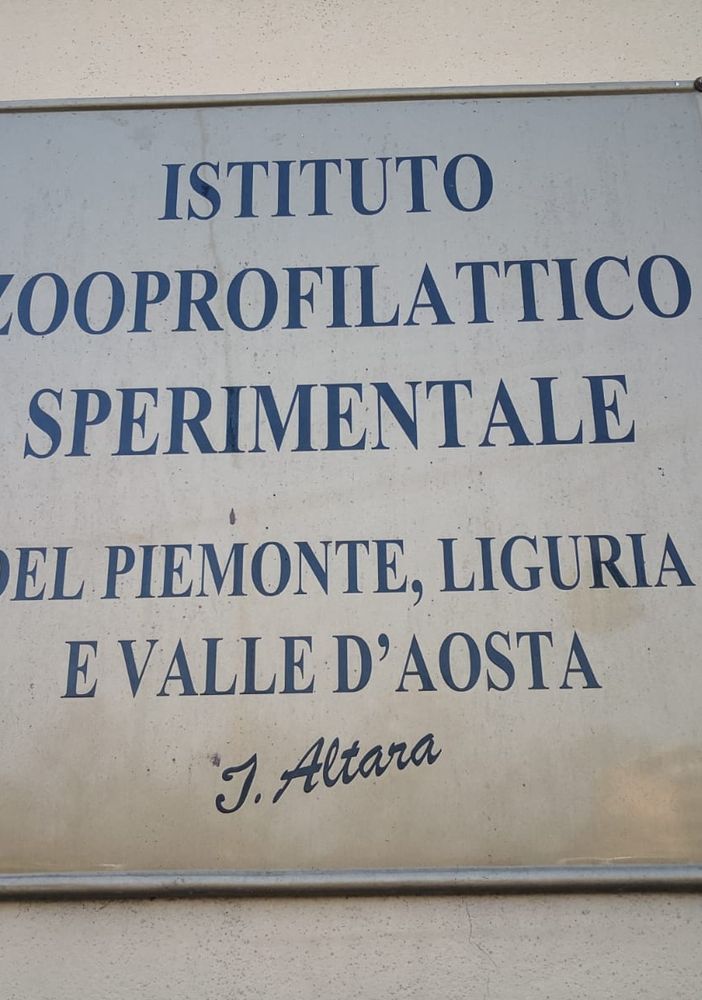 ISTITUTO
ZOOPROFILATTICO
SPERIMENTALE
DEL PIEMONTE, LIGURIA
E VALLE D'AOSTA
I. Altara